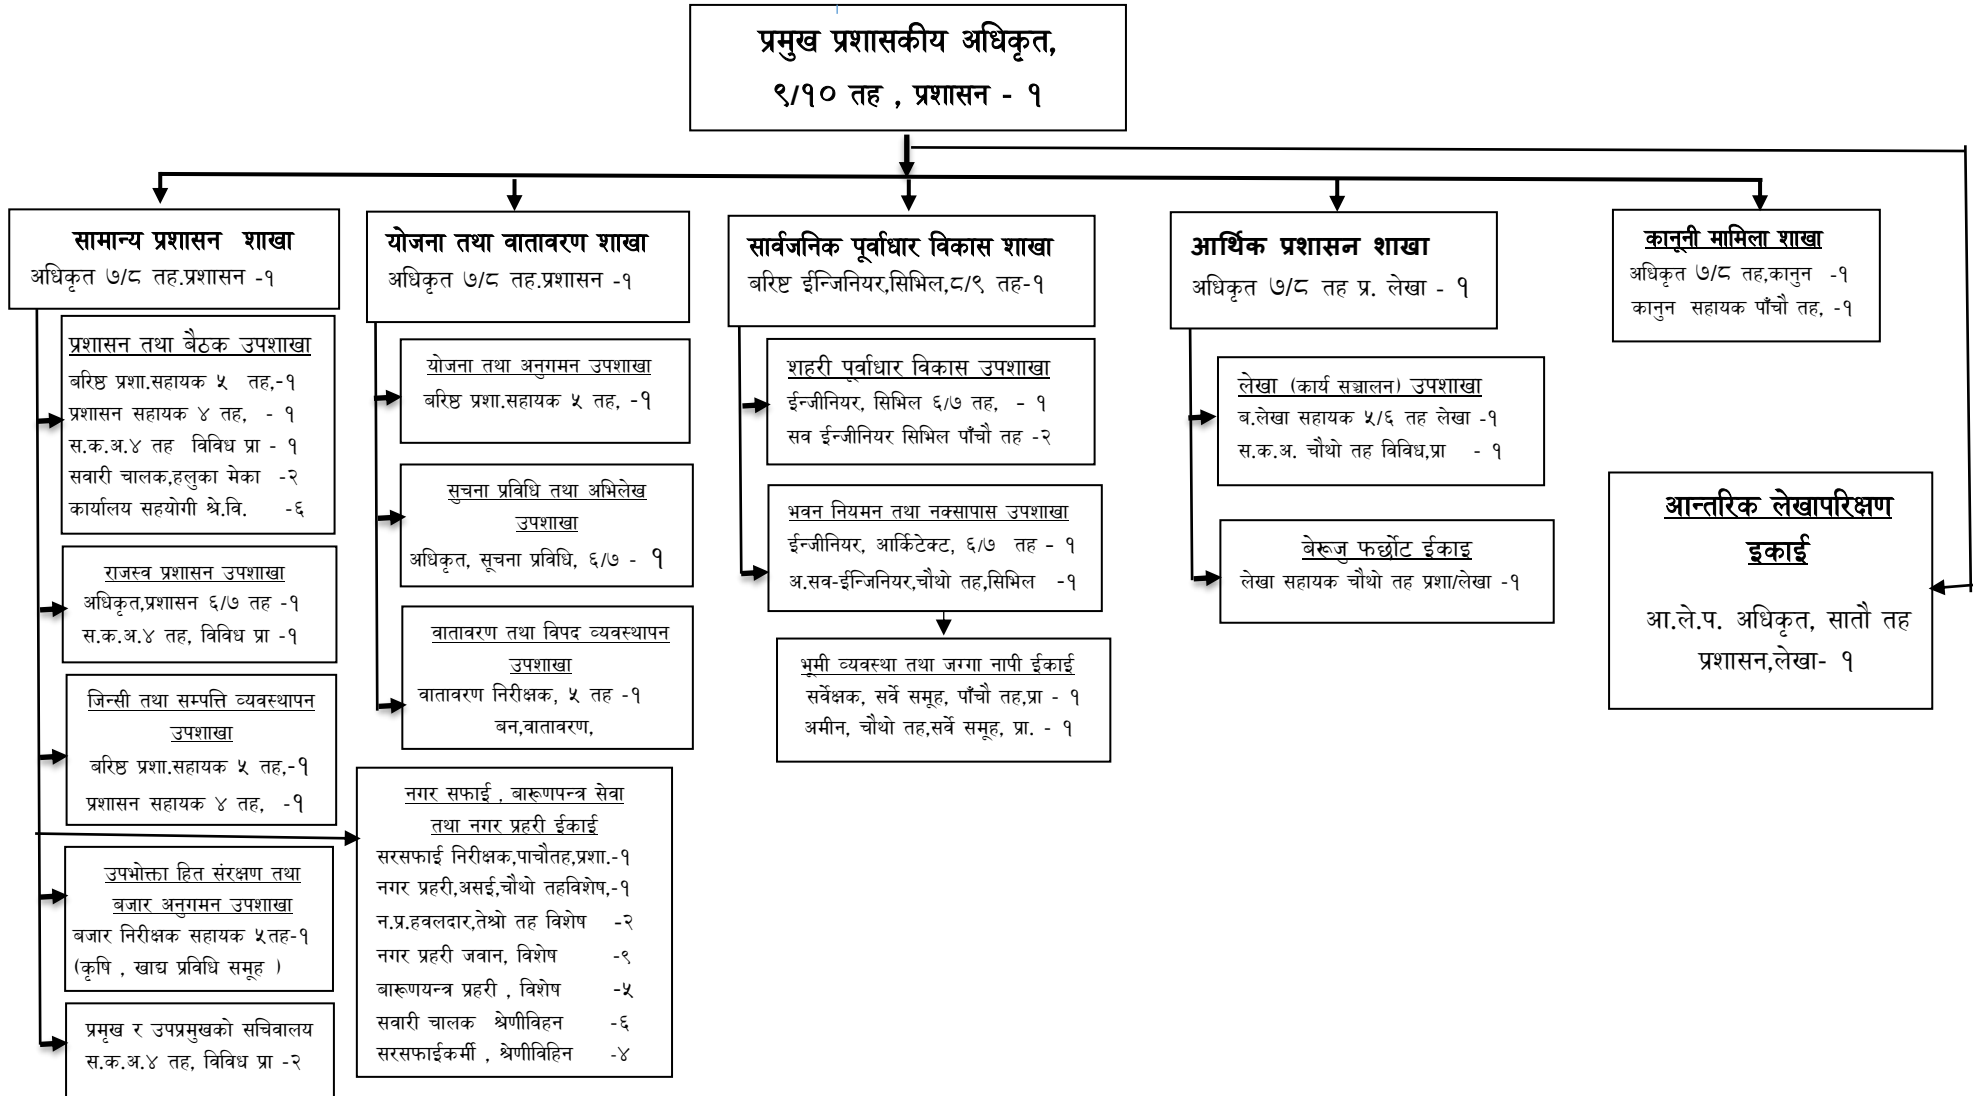 प्रमुख प्रशासकीय अधिकृत,
९/१० तह , प्रशासन - १
सामान्य प्रशासन शाखा
अधिकृत ७/८ तह.प्रशासन -१
प्रशासन तथा बैठक उपशाखा
बरिष्ठ प्रशा.सहायक ५ तह,-१
प्रशासन सहायक ४ तह, - १
स.क.अ.४ तह विविध प्रा - १
सवारी चालक,हलुका मेका -२
कार्यालय सहयोगी श्रे.वि. -६
राजस्व प्रशासन उपशाखा
अधिकृत,प्रशासन ६/७ तह -१
स.क.अ.४ तह, विविध प्रा -१
जिन्सी तथा सम्पत्ति व्यवस्थापन
उपशाखा
बरिष्ठ प्रशा.सहायक ५ तह,-१
प्रशासन सहायक ४ तह, -१
उपभोक्ता हित संरक्षण तथा
बजार अनुगमन उपशाखा
बजार निरीक्षक सहायक ५तह-१
(कृषि , खाद्य प्रविधि समूह )
प्रमृख र उपप्रमुखको सचिवालय
स.क.अ.४ तह, विविध प्रा -२
योजना तथा वातावरण शाखा
अधिकृत ७/८ तह.प्रशासन -१
योजना तथा अनुगमन उपशाखा
बरिष्ठ प्रशा.सहायक ५ तह, -१
सुचना प्रविधि तथा अभिलेख
उपशाखा
अधिकृत, सूचना प्रविधि, ६/७ - १
वातावरण तथा विपद व्यवस्थापन
उपशाखा
वातावरण निरीक्षक, ५ तह -१
बन,वातावरण,
नगर सफाई , बारूणपन्त्र सेवा
तथा नगर प्रहरी ईकाई
सरसफाई निरीक्षक,पाचौतह,प्रशा.-१
नगर प्रहरी,असई,चौथो तहविशेष,-१
न.प्र.हवलदार,तेश्रो तह विशेष -२
नगर प्रहरी जवान, विशेष -९
बारूणयन्त्र प्रहरी , विशेष -५
सवारी चालक श्रेणीविहन -६
सरसफाईकर्मी , श्रेणीविहिन -४
सार्वजनिक पूर्वाधार विकास शाखा
बरिष्ट ईन्जिनियर,सिभिल,८/९ तह-१
शहरी पूर्वाधार विकास उपशाखा
ईन्जीनियर, सिभिल ६/७ तह, - १
सव ईन्जीनियर सिभिल पाँचौ तह -२
भवन नियमन तथा नक्सापास उपशाखा
ईन्जीनियर, आर्किटेक्ट, ६/७ तह - १
अ.सव-ईन्जिनियर,चौथो तह,सिभिल -१
भूमी व्यवस्था तथा जग्गा नापी ईकाई
सर्वेक्षक, सर्वे समूह, पाँचौ तह,प्रा - १
अमीन, चौथो तह,सर्वे समूह, प्रा. - १
आर्थिक प्रशासन शाखा
अधिकृत ७/८ तह प्र. लेखा - १
लेखा (कार्य सञ्चालन) उपशाखा
ब.लेखा सहायक ५/६ तह लेखा -१
स.क.अ. चौथो तह विविध,प्रा - १
बेरूजु फर्छोट ईकाइ
लेखा सहायक चौथो तह प्रशा/लेखा -१
कानूनी मामिला शाखा
अधिकृत ७/८ तह,कानुन -१
कानुन सहायक पाँचौ तह, -१
आन्तरिक लेखापरिक्षण
इकाई
आ.ले.प. अधिकृत, सातौ तह
प्रशासन,लेखा- १